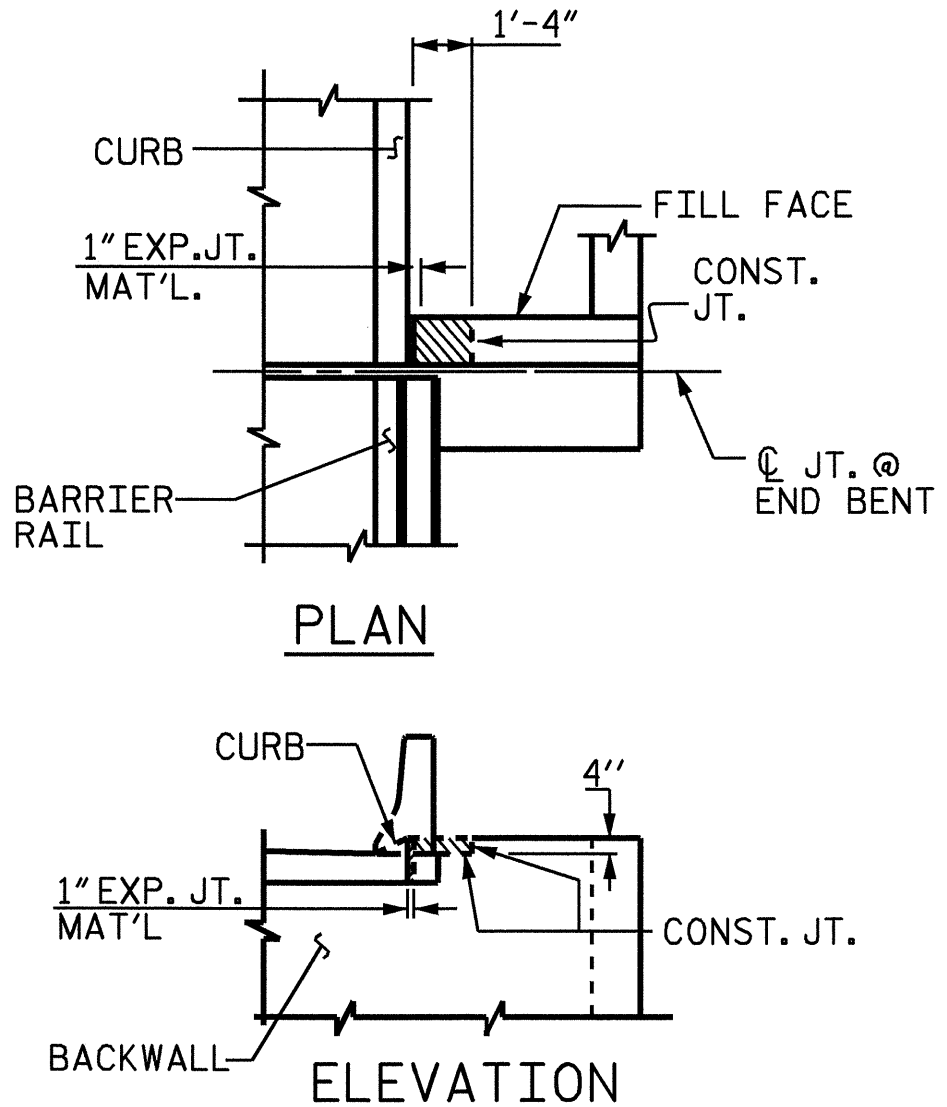 1'-4"
CURB
FILL FACE
1" EXP.JT.
MAT'L.
CONST.
JT.
BARRIER
RAIL
℄ JT. @
END BENT
PLAN
CURB
4"
1" EXP. JT.
MAT'L
CONST. JT.
BACKWALL
ELEVATION